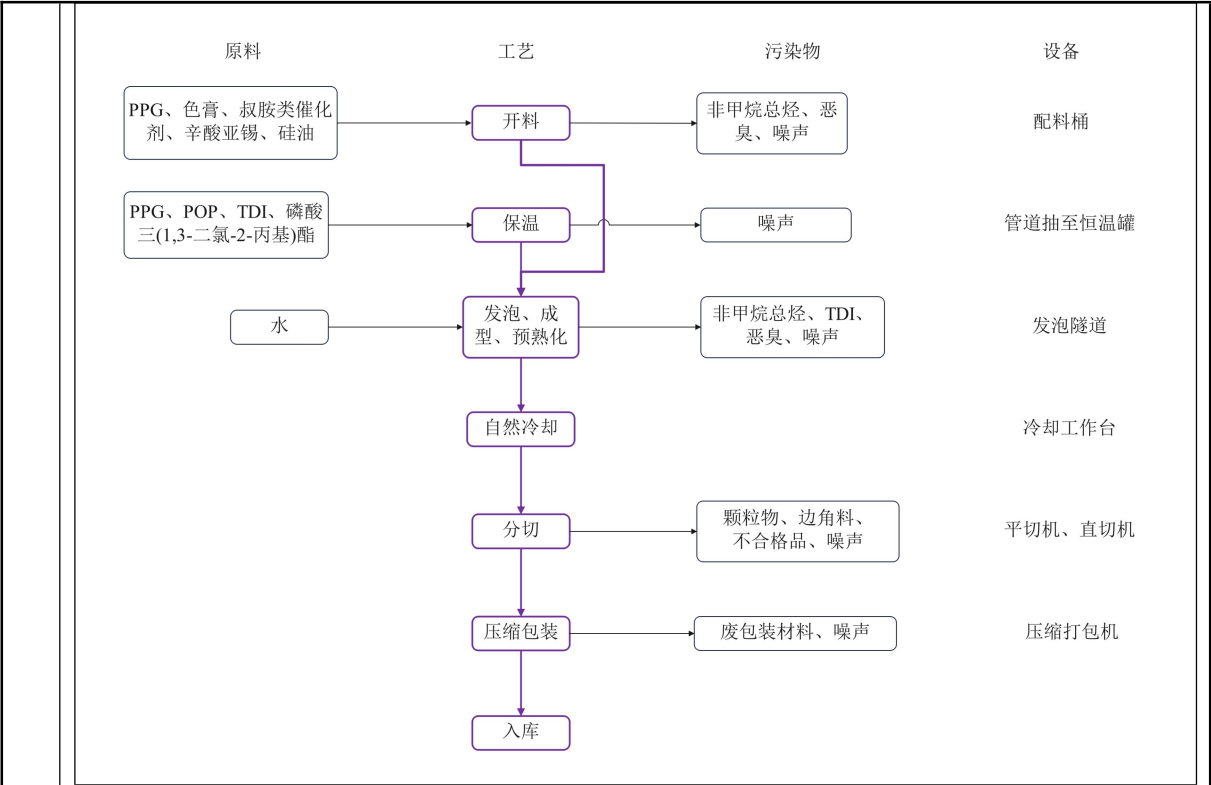 原料
工艺
污染物
设备
PPG、色膏、叔胺类催化
剂、辛酸亚锡、硅油
开料
非甲烷总烃、恶
臭、噪声
配料桶
PPG、POP、TDI、磷酸
三(1,3-二氯-2-丙基)酯
保温
噪声
管道抽至恒温罐
水
发泡、成
型、预熟化
非甲烷总烃、TDI、
恶臭、噪声
发泡隧道
自然冷却
冷却工作台
分切
颗粒物、边角料、
不合格品、噪声
平切机、直切机
压缩包装
废包装材料、噪声
压缩打包机
入库